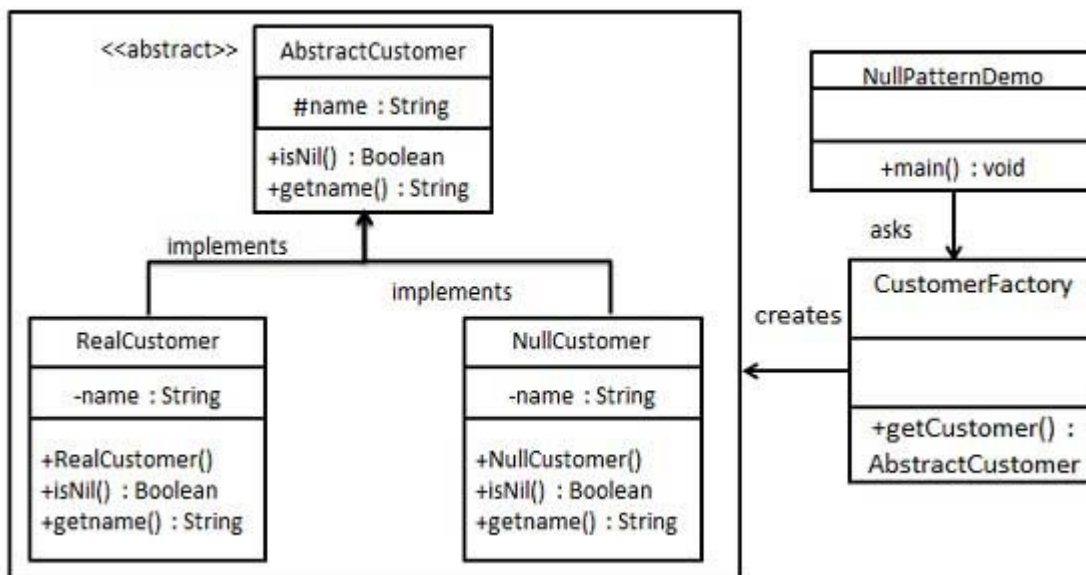 <<abstract>>
AbstractCustomer
#name : String
+isNil() : Boolean
+getname() : String
implements
implements
RealCustomer
-name : String
+RealCustomer()
+isNil() : Boolean
+getname() : String
NullCustomer
-name : String
+NullCustomer()
+isNil() : Boolean
+getname() : String
NullPatternDemo
+main() : void
asks
CustomerFactory
+getCustomer() :
AbstractCustomer
creates